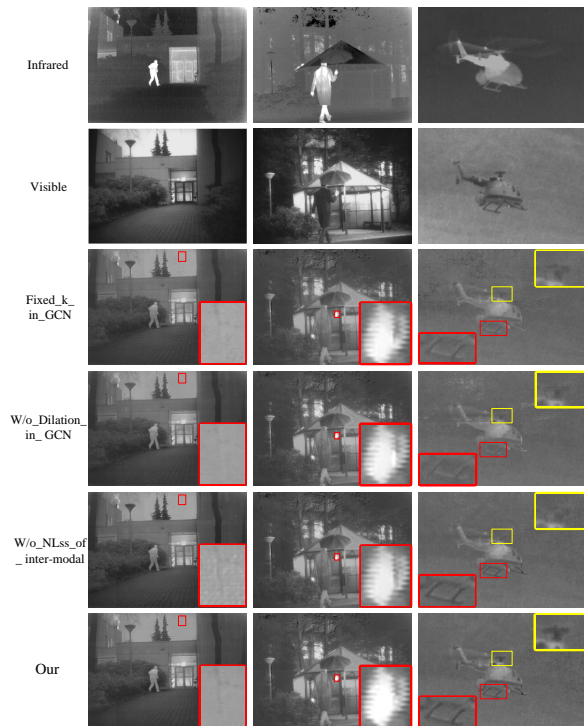 Infrared
Visible
Fixed_k_
in_GCN
W/o_Dilation_
in_ GCN
W/o_NLss_of
_ inter-modal
Our